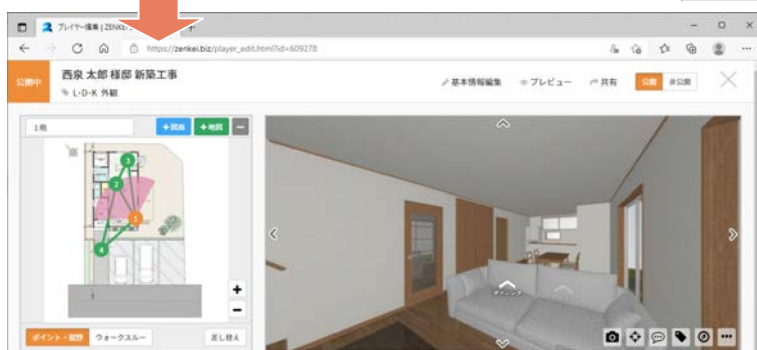 プレイヤー編集 | ZENKEI
https://zenkei.biz/player_edit.html?id=609278
公開中
西泉 太郎 様邸 新築工事
L・D・K 外観
基本情報編集
プレビュー
共有
公開
非公開
1階
+図面
+地図
3
2
1
4
ダイニング
ポイント・視野
ウォークスルー
差し替え